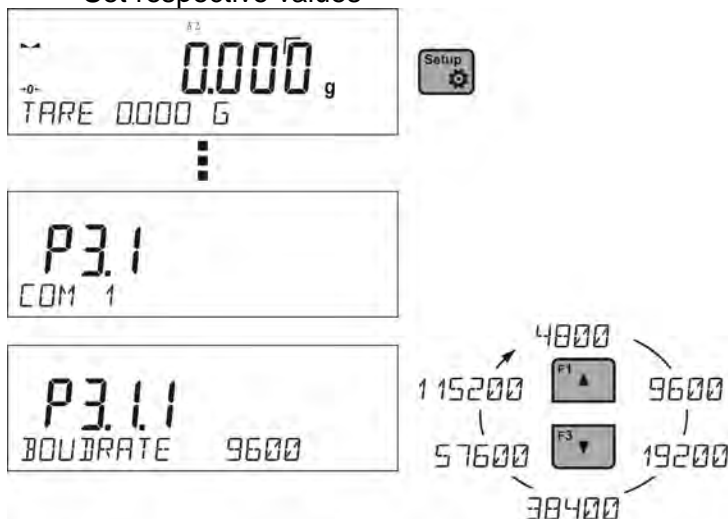 Set respective values
0.000 g
Setup
→0←
TARE 0.000 G
P3.1
COM 1
4800
115200 F1 9600
P3.1.1
BOUDRATE 9600
57600 F3 19200
38400